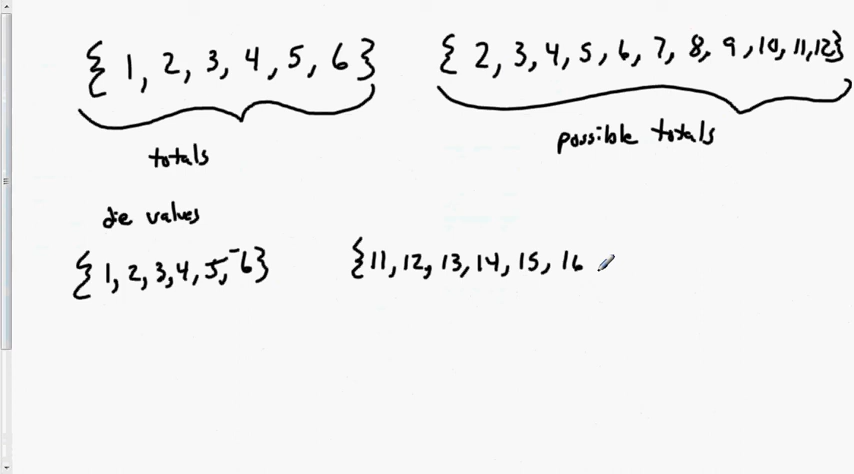 { 1, 2, 3, 4, 5, 6 } { 2, 3, 4, 5, 6, 7, 8, 9, 10, 11, 12 }
totals possible totals
die values
{ 1, 2, 3, 4, 5, 6 } { 11, 12, 13, 14, 15, 16